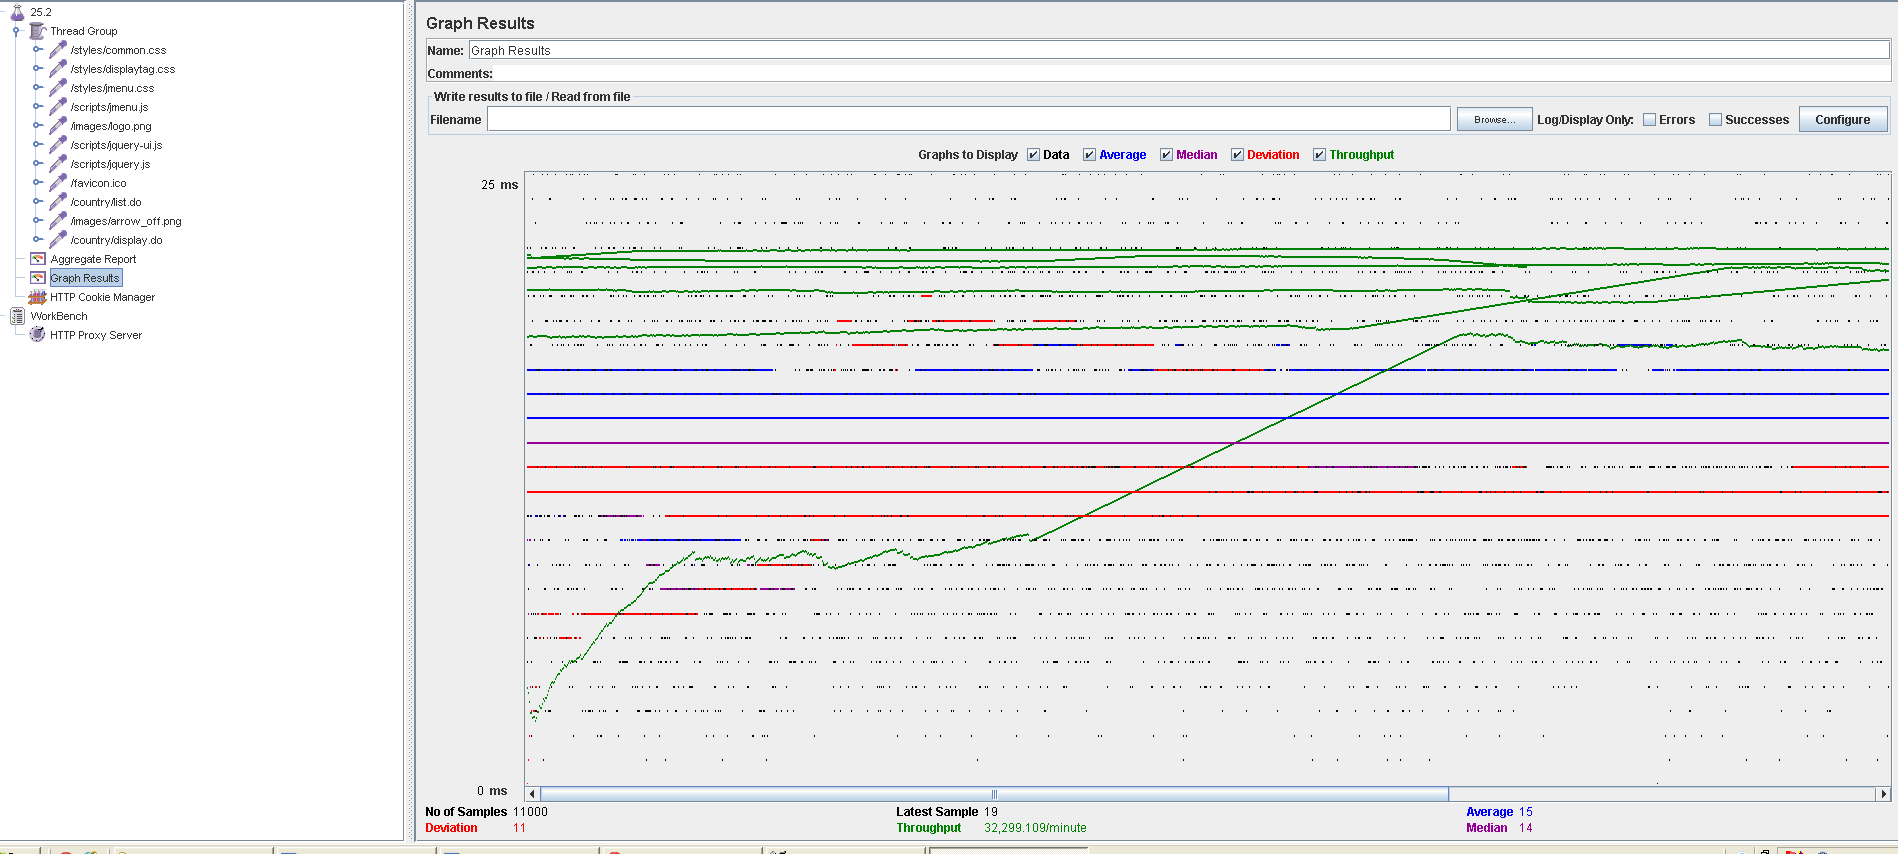 25.2
Thread Group
/styles/common.css
/styles/displaytag.css
/styles/jmenu.css
/scripts/jmenu.js
/images/logo.png
/scripts/jquery-ui.js
/scripts/jquery.js
/favicon.ico
/country/list.do
/images/arrow_off.png
/country/display.do
Aggregate Report
Graph Results
HTTP Cookie Manager
WorkBench
HTTP Proxy Server
Graph Results
Name: Graph Results
Comments:
Write results to file / Read from file
Filename Browse... Log/Display Only: Errors Successes Configure
Graphs to Display Data Average Median Deviation Throughput
25 ms
0 ms
No of Samples 11000 Latest Sample 19 Average 15
Deviation 11 Throughput 32,299.109/minute Median 14